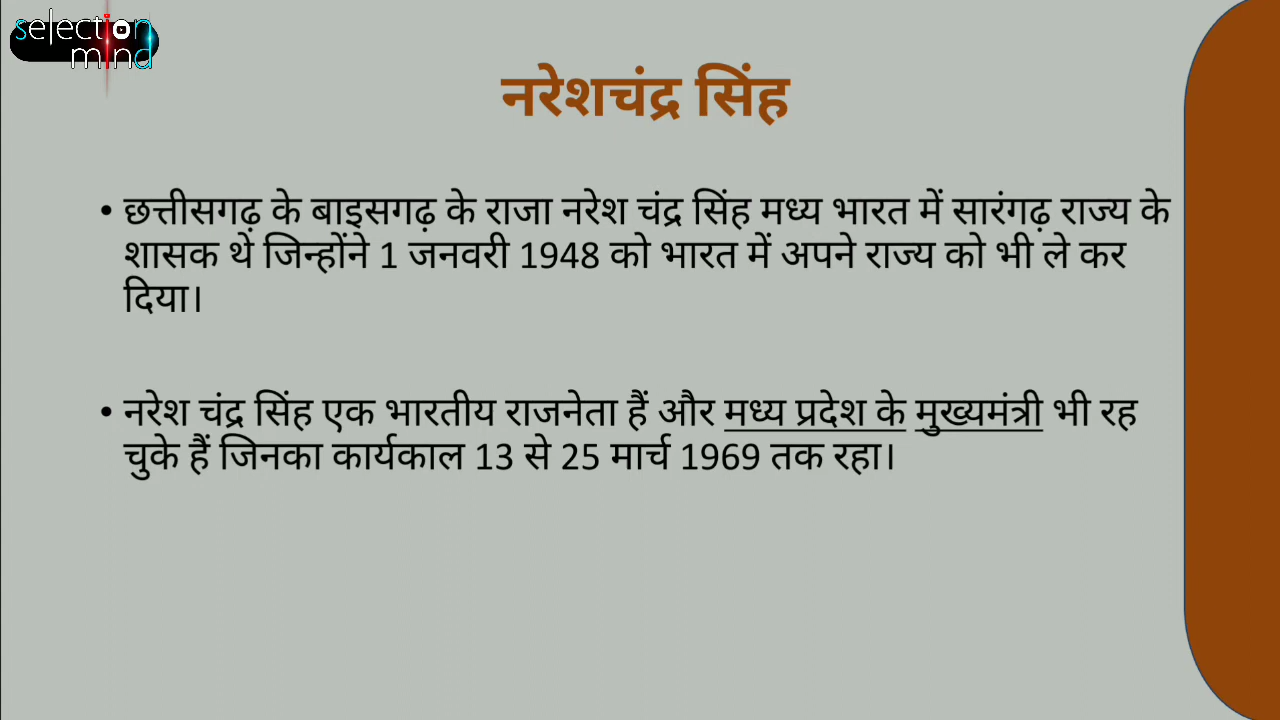 selection
mind
नरेशचंद्र सिंह
• छत्तीसगढ़ के बाइसगढ़ के राजा नरेश चंद्र सिंह मध्य भारत में सारंगढ़ राज्य के
शासक थे जिन्होंने 1 जनवरी 1948 को भारत में अपने राज्य को भी ले कर
दिया।
• नरेश चंद्र सिंह एक भारतीय राजनेता हैं और मध्य प्रदेश के मुख्यमंत्री भी रह
चुके हैं जिनका कार्यकाल 13 से 25 मार्च 1969 तक रहा।